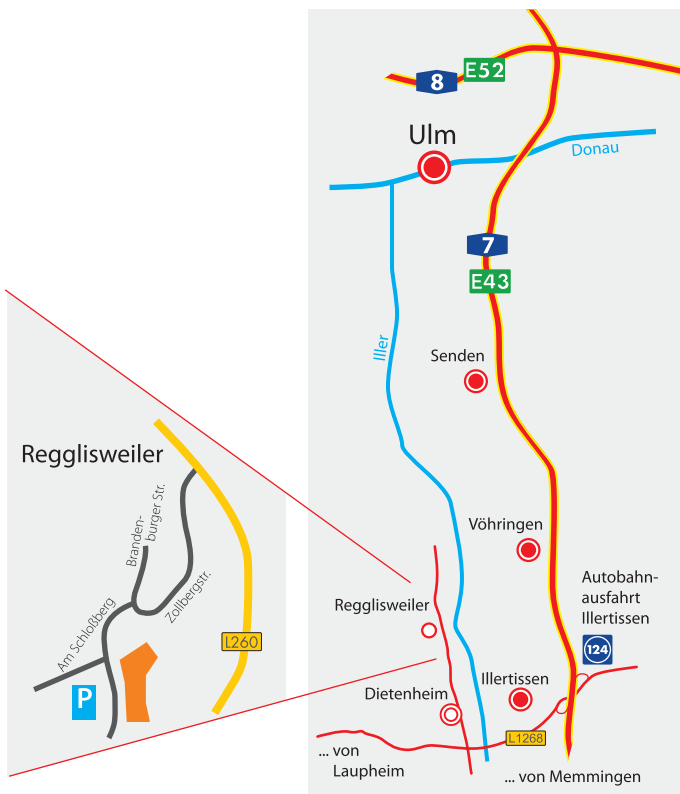 8
E52
Ulm
Donau
7
E43
Iller
Senden
Regglisweiler
Branden-
burger Str.
Zollbergstr.
Am Schloßberg
L260
P
Vöhringen
Autobahn-
ausfahrt
Illertissen
124
Regglisweiler
Illertissen
Dietenheim
L1268
... von
Laupheim
... von Memmingen